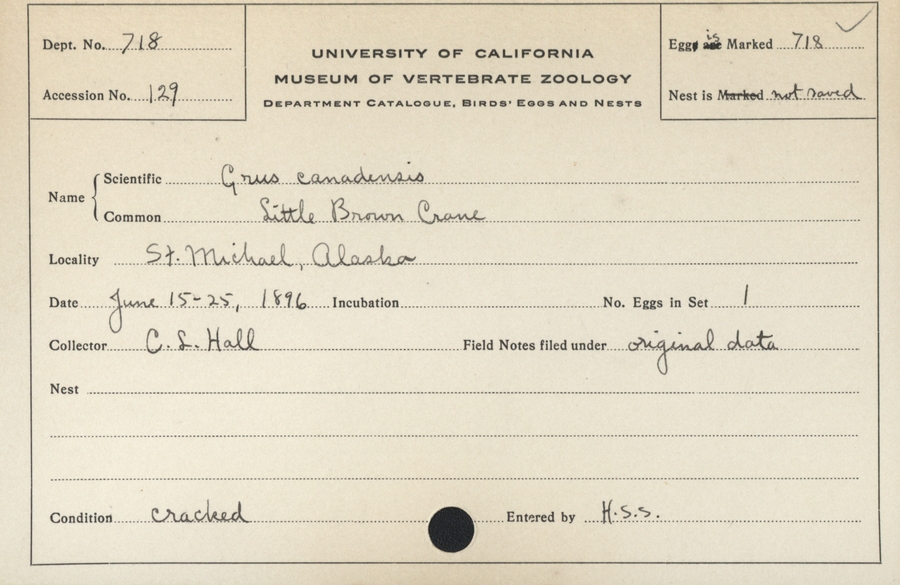 Dept. No. 718
Accession No. 129
UNIVERSITY OF CALIFORNIA
MUSEUM OF VERTEBRATE ZOOLOGY
DEPARTMENT CATALOGUE, BIRDS' EGGS AND NESTS
Egg is Marked 718
Nest is Marked not saved
Name
Scientific Grus canadensis
Common Little Brown Crane
Locality St. Michael, Alaska
Date June 15-25, 1896 Incubation No. Eggs in Set 1
Collector C. L. Hall Field Notes filed under original data
Nest
Condition cracked Entered by H.S.S.